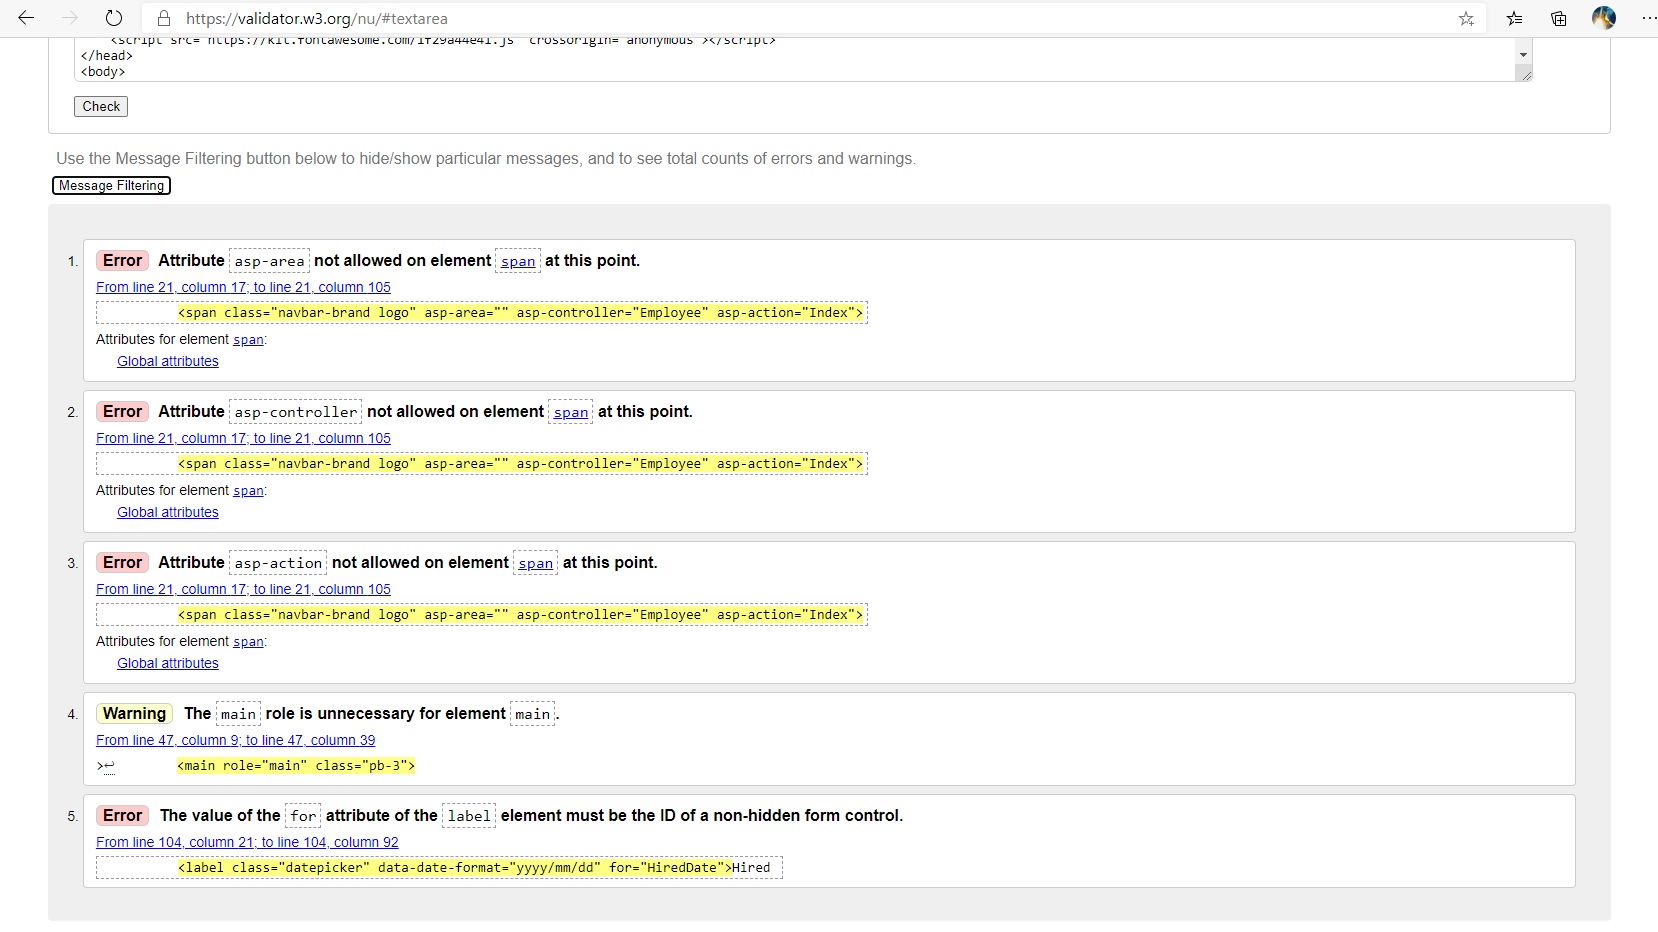 https://validator.w3.org/nu/#textarea
<script src="https://kit.fontawesome.com/1f29a44e41.js" crossorigin="anonymous"></script>
</head>
<body>
Check
Use the Message Filtering button below to hide/show particular messages, and to see total counts of errors and warnings.
Message Filtering
1. Error Attribute asp-area not allowed on element span at this point.
From line 21, column 17; to line 21, column 105
<span class="navbar-brand logo" asp-area="" asp-controller="Employee" asp-action="Index">
Attributes for element span:
Global attributes
2. Error Attribute asp-controller not allowed on element span at this point.
From line 21, column 17; to line 21, column 105
<span class="navbar-brand logo" asp-area="" asp-controller="Employee" asp-action="Index">
Attributes for element span:
Global attributes
3. Error Attribute asp-action not allowed on element span at this point.
From line 21, column 17; to line 21, column 105
<span class="navbar-brand logo" asp-area="" asp-controller="Employee" asp-action="Index">
Attributes for element span:
Global attributes
4. Warning The main role is unnecessary for element main.
From line 47, column 9; to line 47, column 39
>↩ <main role="main" class="pb-3">
5. Error The value of the for attribute of the label element must be the ID of a non-hidden form control.
From line 104, column 21; to line 104, column 92
<label class="datepicker" data-date-format="yyyy/mm/dd" for="HiredDate">Hired